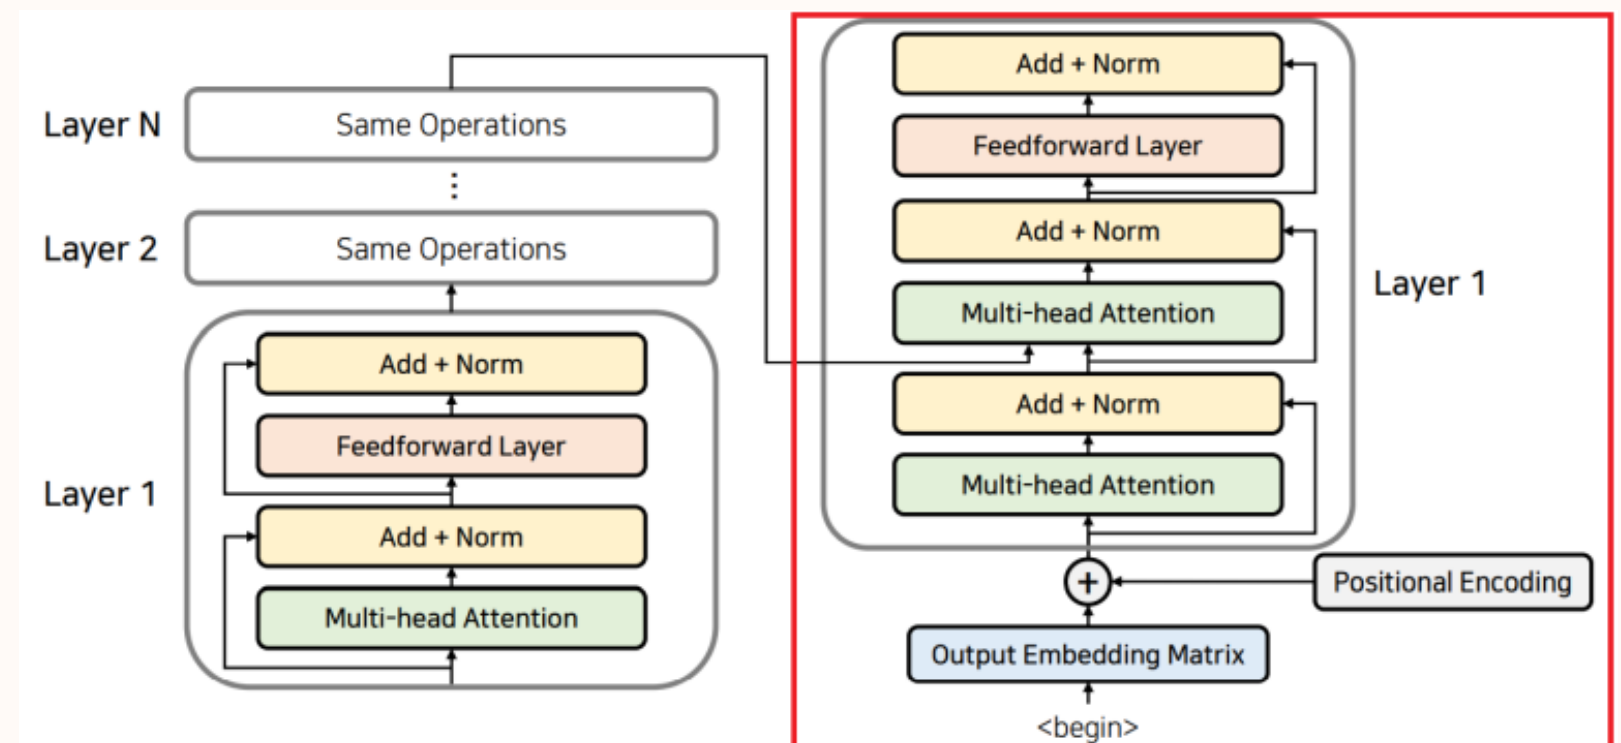 Layer N
Same Operations
⋮
Layer 2
Same Operations
Layer 1
Add + Norm
Feedforward Layer
Add + Norm
Multi-head Attention
Add + Norm
Feedforward Layer
Add + Norm
Multi-head Attention
Add + Norm
Multi-head Attention
Layer 1
+
Positional Encoding
Output Embedding Matrix
<begin>